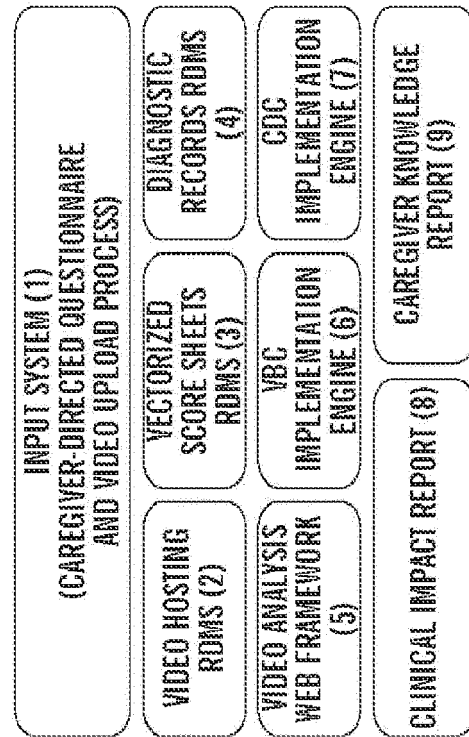 INPUT SYSTEM (1)
(CAREGIVER-DIRECTED QUESTIONNAIRE
AND VIDEO UPLOAD PROCESS)
VIDEO HOSTING
RDMS (2)
VECTORIZED
SCORE SHEETS
RDMS (3)
DIAGNOSTIC
RECORDS RDMS
(4)
VIDEO ANALYSIS
WEB FRAMEWORK
(5)
VBC
IMPLEMENTATION
ENGINE (6)
CDC
IMPLEMENTATION
ENGINE (7)
CLINICAL IMPACT REPORT (8)
CAREGIVER KNOWLEDGE
REPORT (9)